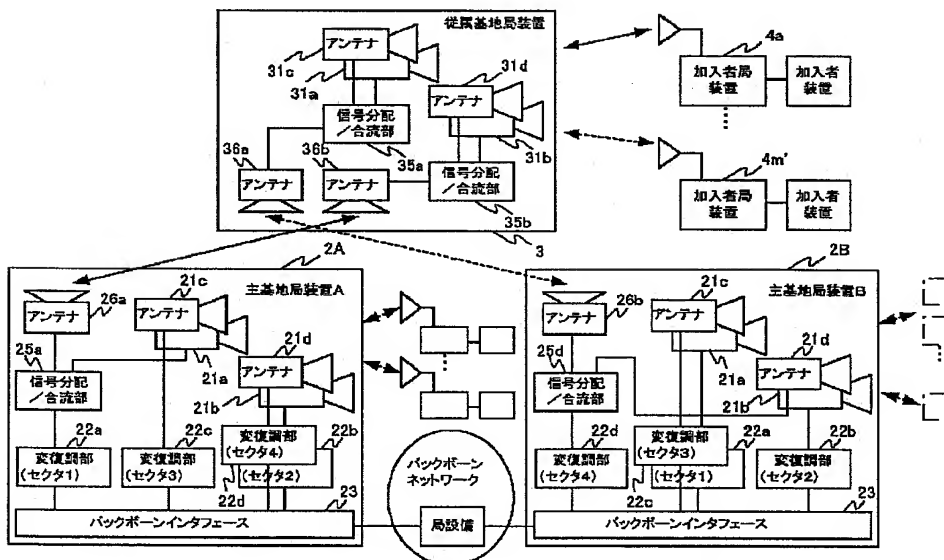 従属基地局装置
アンテナ
31c
31a
31d
アンテナ
信号分配
/合流部
35a
31b
36a
36b
アンテナ
アンテナ
信号分配
/合流部
35b
3
4a
加入者局
装置
加入者
装置
4m'
加入者局
装置
加入者
装置
2A
主基地局装置A
アンテナ
26a
21c
アンテナ
21a
21d
アンテナ
21b
25a
信号分配
/合流部
22a
変復調部
(セクタ1)
22c
変復調部
(セクタ3)
22b
変復調部
(セクタ4)
(セクタ2)
22d
23
バックボーンインタフェース
バックボーン
ネットワーク
局設備
2B
主基地局装置B
アンテナ
26b
21c
アンテナ
21a
21d
アンテナ
21b
25d
信号分配
/合流部
22d
変復調部
(セクタ4)
22a
変復調部
(セクタ3)
(セクタ1)
22c
22b
変復調部
(セクタ2)
23
バックボーンインタフェース